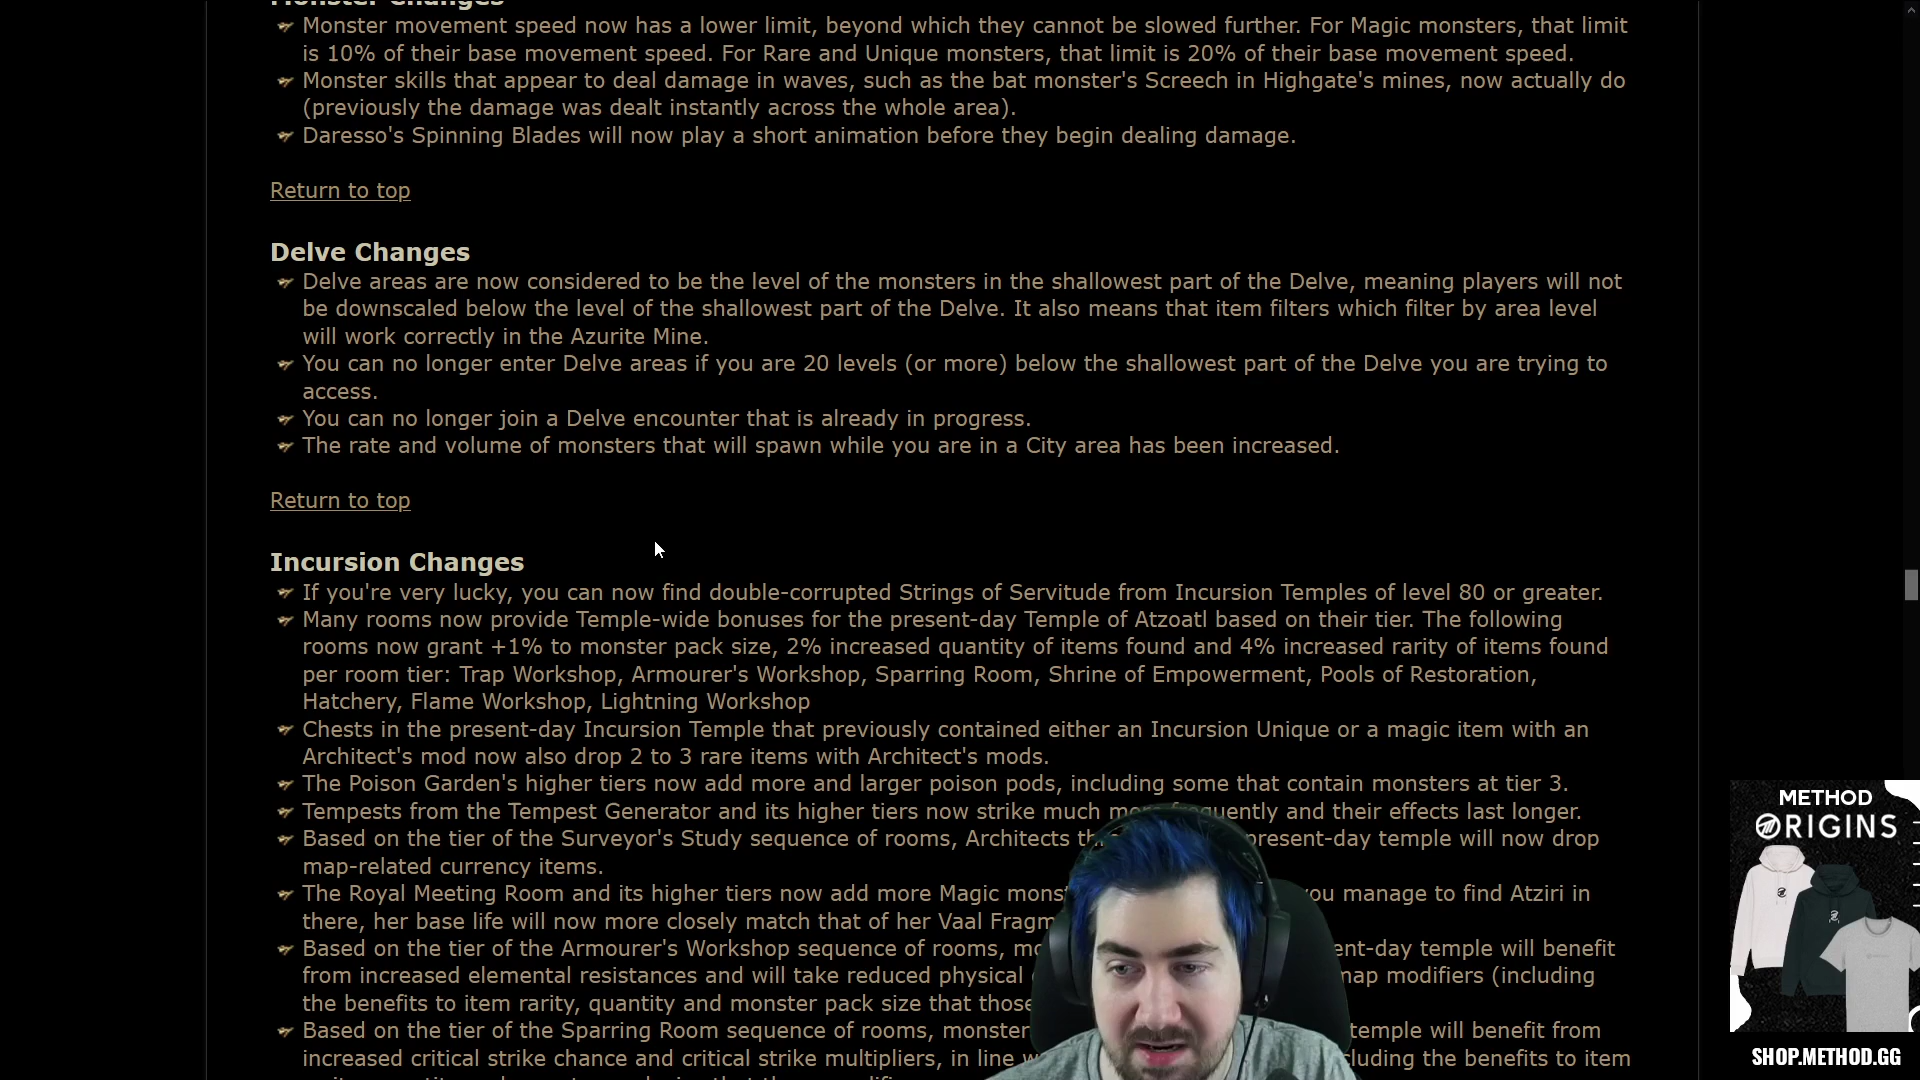 Monster Changes
Monster movement speed now has a lower limit, beyond which they cannot be slowed further. For Magic monsters, that limit
is 10% of their base movement speed. For Rare and Unique monsters, that limit is 20% of their base movement speed.
Monster skills that appear to deal damage in waves, such as the bat monster's Screech in Highgate's mines, now actually do
(previously the damage was dealt instantly across the whole area).
Daresso's Spinning Blades will now play a short animation before they begin dealing damage.
Return to top
Delve Changes
Delve areas are now considered to be the level of the monsters in the shallowest part of the Delve, meaning players will not
be downscaled below the level of the shallowest part of the Delve. It also means that item filters which filter by area level
will work correctly in the Azurite Mine.
You can no longer enter Delve areas if you are 20 levels (or more) below the shallowest part of the Delve you are trying to
access.
You can no longer join a Delve encounter that is already in progress.
The rate and volume of monsters that will spawn while you are in a City area has been increased.
Return to top
Incursion Changes
If you're very lucky, you can now find double-corrupted Strings of Servitude from Incursion Temples of level 80 or greater.
Many rooms now provide Temple-wide bonuses for the present-day Temple of Atzoatl based on their tier. The following
rooms now grant +1% to monster pack size, 2% increased quantity of items found and 4% increased rarity of items found
per room tier: Trap Workshop, Armourer's Workshop, Sparring Room, Shrine of Empowerment, Pools of Restoration,
Hatchery, Flame Workshop, Lightning Workshop
Chests in the present-day Incursion Temple that previously contained either an Incursion Unique or a magic item with an
Architect's mod now also drop 2 to 3 rare items with Architect's mods.
The Poison Garden's higher tiers now add more and larger poison pods, including some that contain monsters at tier 3.
Tempests from the Tempest Generator and its higher tiers now strike much more frequently and their effects last longer.
Based on the tier of the Surveyor's Study sequence of rooms, Architects present-day temple will now drop
map-related currency items.
The Royal Meeting Room and its higher tiers now add more Magic you manage to find Atziri in
there, her base life will now more closely match that of her Vaal
Based on the tier of the Armourer's Workshop sequence of rooms, temple will benefit
from increased elemental resistances and will take reduced physical map modifiers (including
the benefits to item rarity, quantity and monster pack size that those
Based on the tier of the Sparring Room sequence of rooms, temple will benefit from
increased critical strike chance and critical strike multipliers, in line the benefits to item
METHOD
ORIGINS
SHOP.METHOD.GG